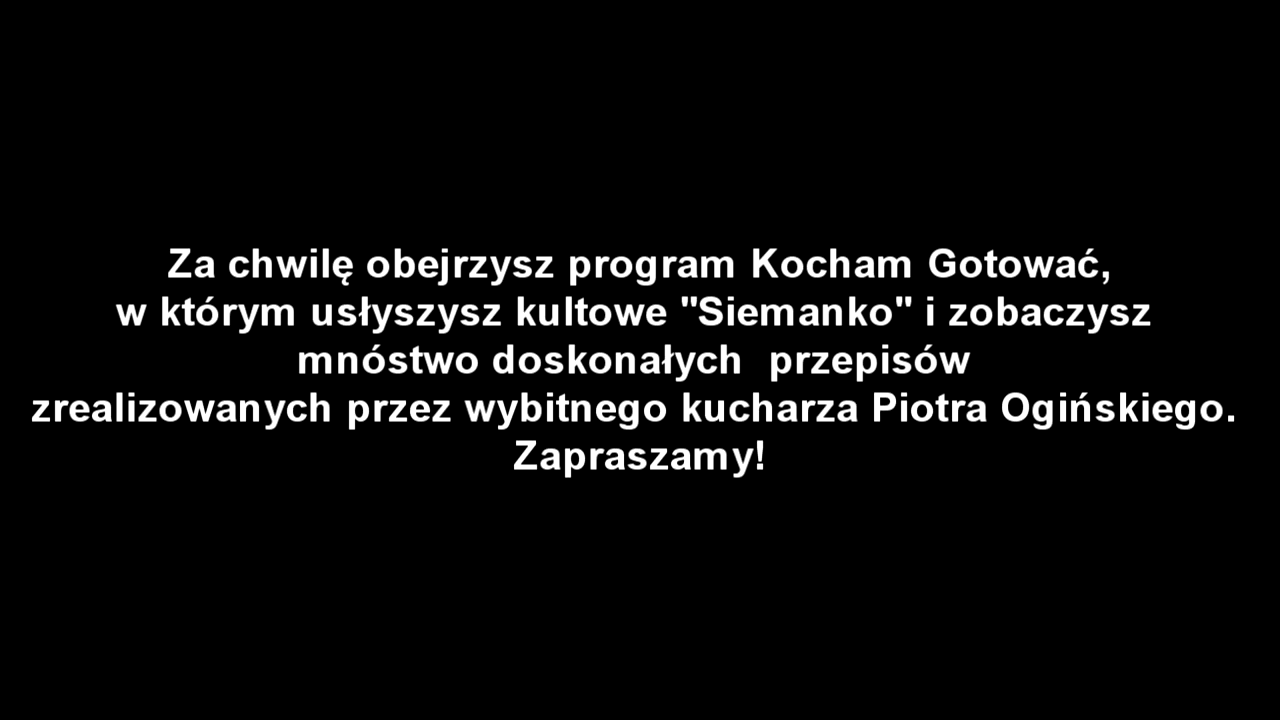 Za chwilę obejrzysz program Kocham Gotować,
w którym usłyszysz kultowe "Siemanko" i zobaczysz
mnóstwo doskonałych  przepisów
zrealizowanych przez wybitnego kucharza Piotra Ogińskiego.
Zapraszamy!